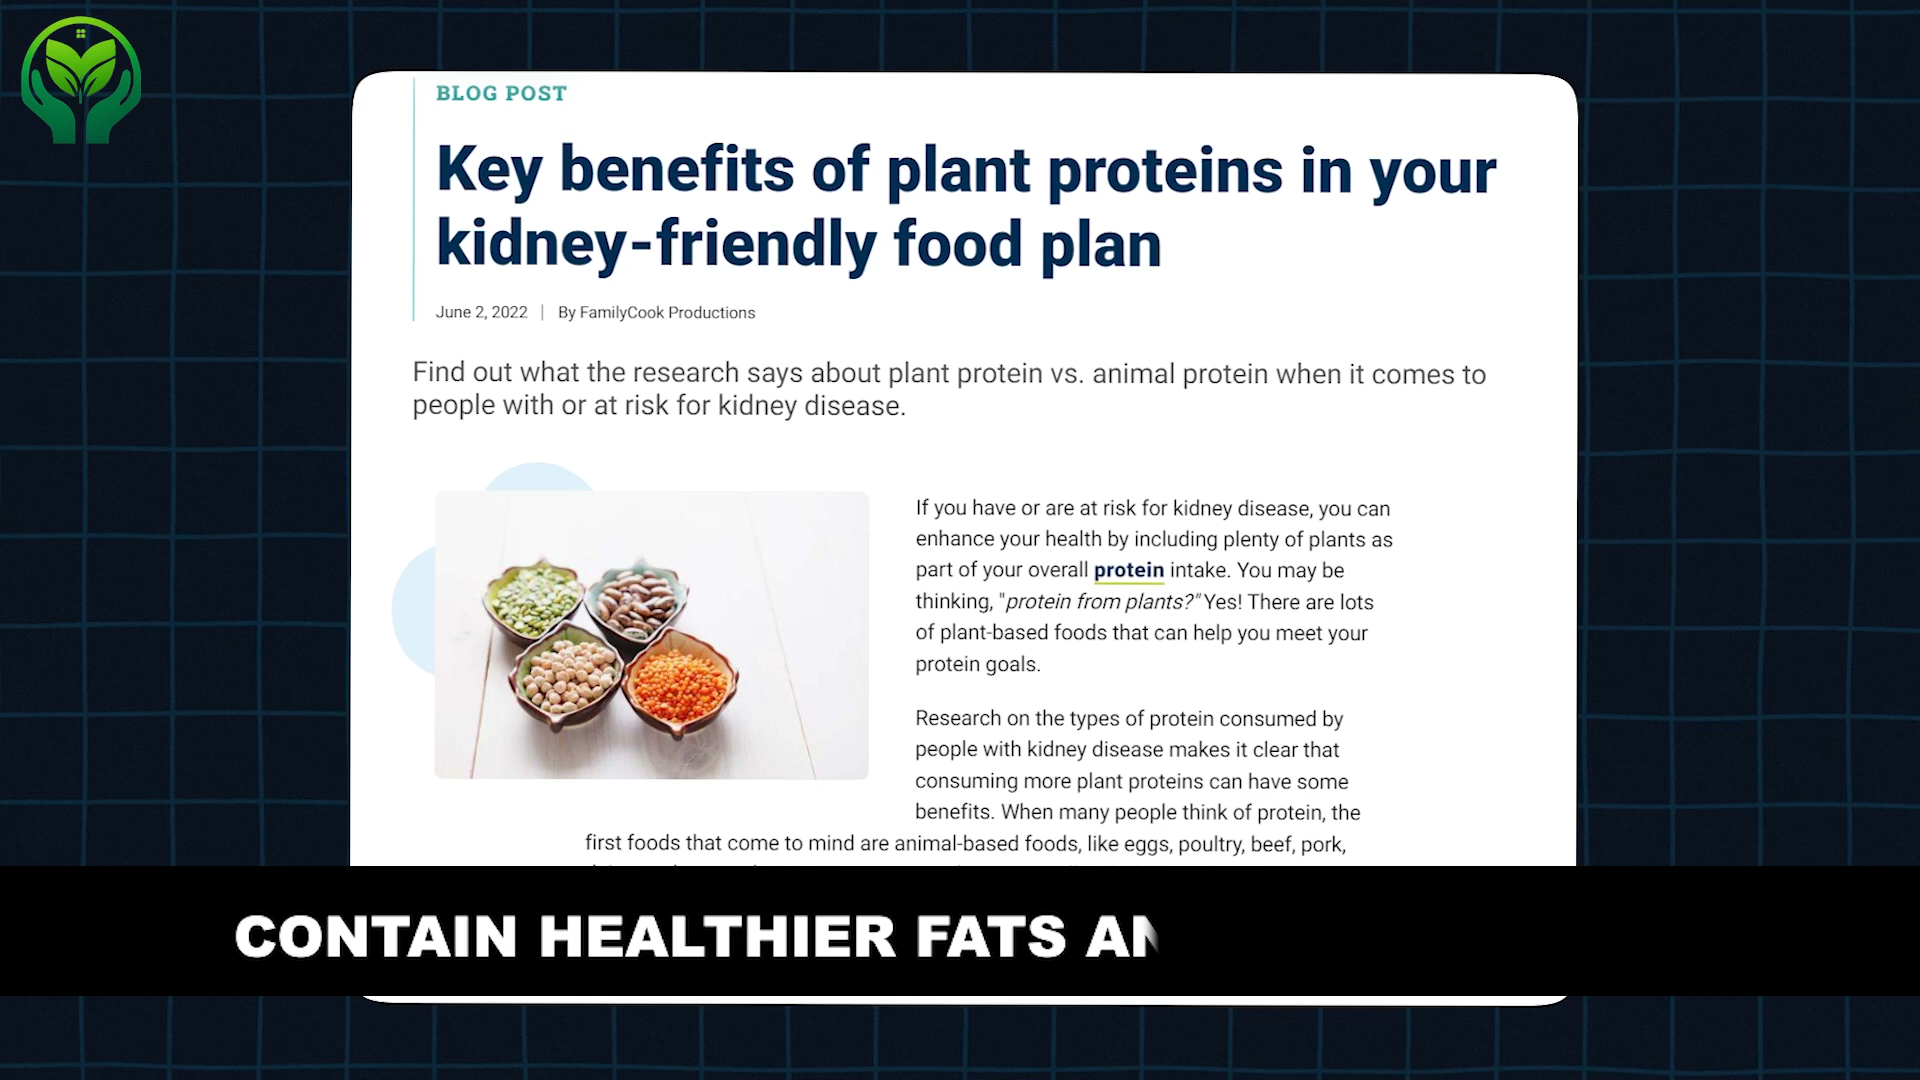 BLOG POST
Key benefits of plant proteins in your
kidney-friendly food plan
June 2, 2022 | By FamilyCook Productions
Find out what the research says about plant protein vs. animal protein when it comes to
people with or at risk for kidney disease.
If you have or are at risk for kidney disease, you can
enhance your health by including plenty of plants as
part of your overall protein intake. You may be
thinking, "protein from plants?" Yes! There are lots
of plant-based foods that can help you meet your
protein goals.
Research on the types of protein consumed by
people with kidney disease makes it clear that
consuming more plant proteins can have some
benefits. When many people think of protein, the
first foods that come to mind are animal-based foods, like eggs, poultry, beef, pork,
CONTAIN HEALTHIER FATS